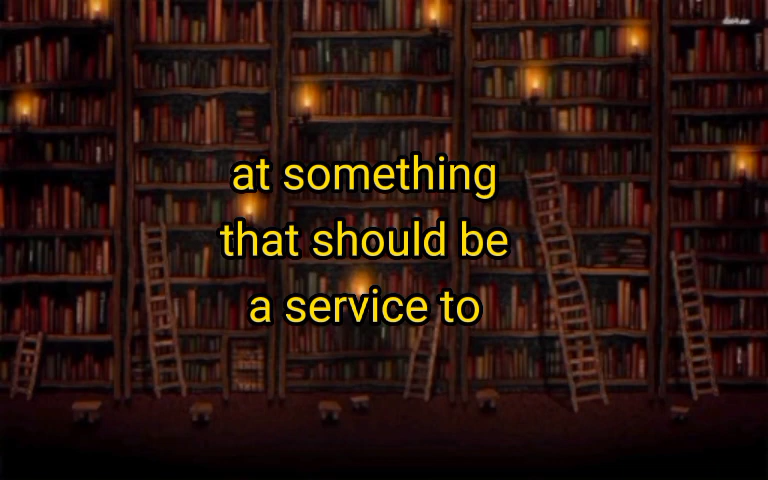 at something
that should be
a service to